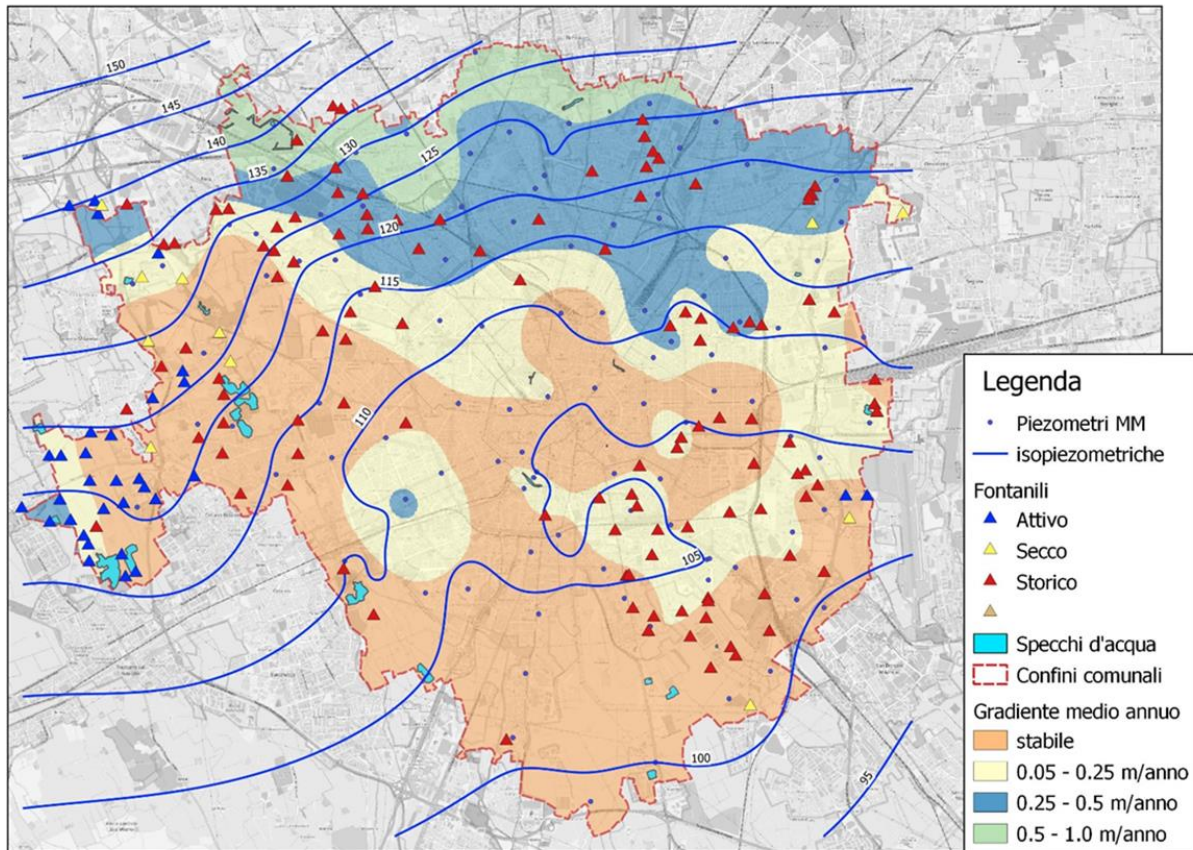 150
145
140
135
130
125
120
115
110
105
100
95
Legenda
Piezometri MM
isopiezometriche
Fontanili
Attivo
Secco
Storico
Specchi d'acqua
Confini comunali
Gradiente medio annuo
stabile
0.05 - 0.25 m/anno
0.25 - 0.5 m/anno
0.5 - 1.0 m/anno